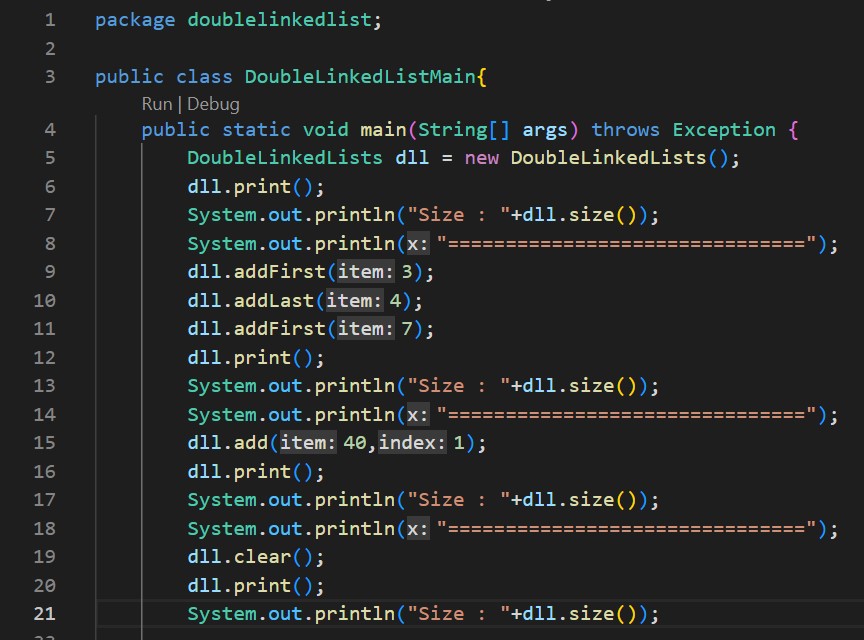 1 package doublelinkedlist;
2
3 public class DoubleLinkedListMain{
Run | Debug
4 public static void main(String[] args) throws Exception {
5 DoubleLinkedLists dll = new DoubleLinkedLists();
6 dll.print();
7 System.out.println("Size : "+dll.size());
8 System.out.println(x: "===============================");
9 dll.addFirst(item: 3);
10 dll.addLast(item: 4);
11 dll.addFirst(item: 7);
12 dll.print();
13 System.out.println("Size : "+dll.size());
14 System.out.println(x: "===============================");
15 dll.add(item: 40,index: 1);
16 dll.print();
17 System.out.println("Size : "+dll.size());
18 System.out.println(x: "===============================");
19 dll.clear();
20 dll.print();
21 System.out.println("Size : "+dll.size());